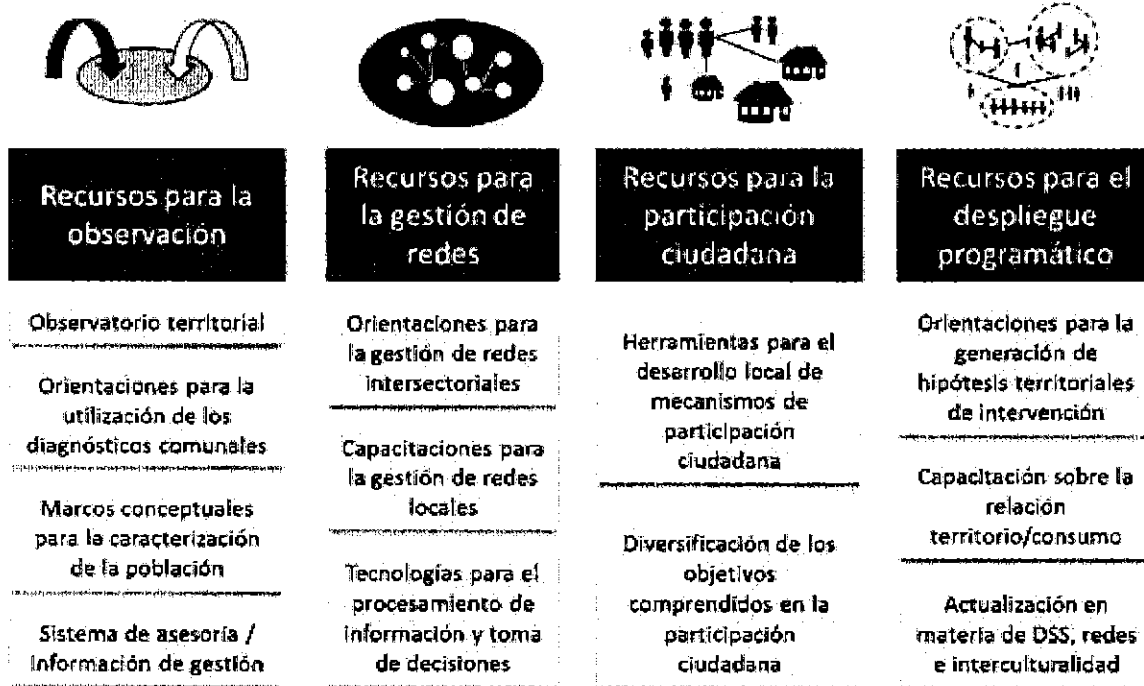 Recursos para la
observación
Observatorio territorial
Orientaciones para la
utilización de los
diagnósticos comunales
Marcos conceptuales
para la caracterización
de la población
Sistema de asesoría /
Información de gestión
Recursos para
la gestión de
redes
Orientaciones para
la gestión de redes
intersectoriales
Capacitaciones para
la gestión de redes
locales
Tecnologías para el
procesamiento de
información y toma
de decisiones
Recursos para la
participación
ciudadana
Herramientas para el
desarrollo local de
mecanismos de
participación
ciudadana
Diversificación de los
objetivos
comprendidos en la
participación
ciudadana
Recursos para el
despliegue
programático
Orientaciones para la
generación de
hipótesis territoriales
de intervención
Capacitación sobre la
relación
territorio/consumo
Actualización en
materia de DSS, redes
e interculturalidad